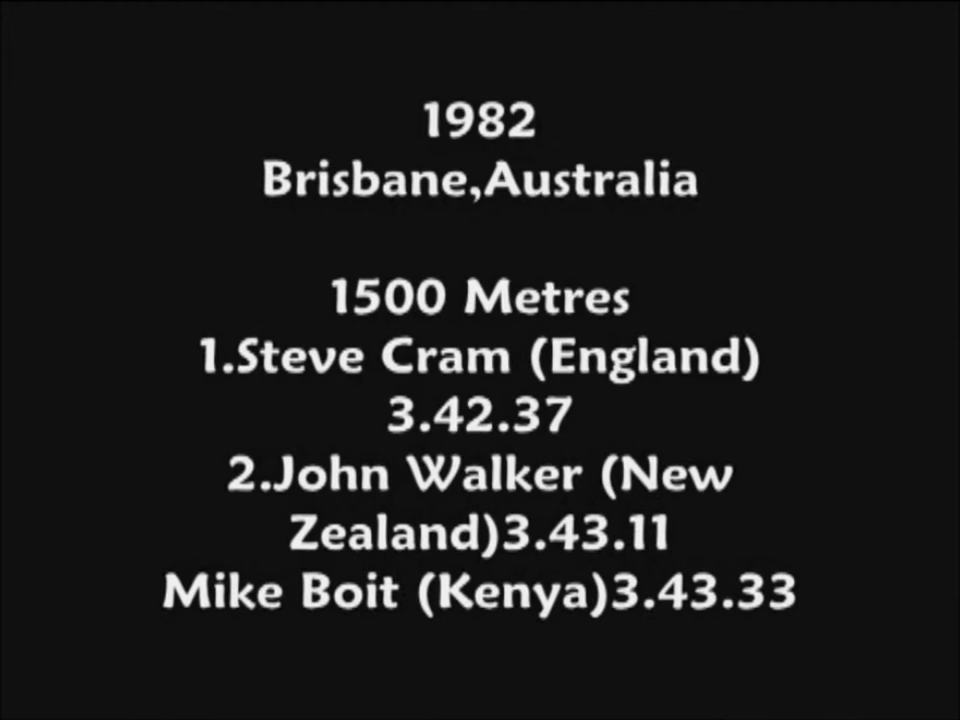 1982
Brisbane,Australia
1500 Metres
1.Steve Cram (England)
3.42.37
2.John Walker (New
Zealand)3.43.11
Mike Boit (Kenya)3.43.33